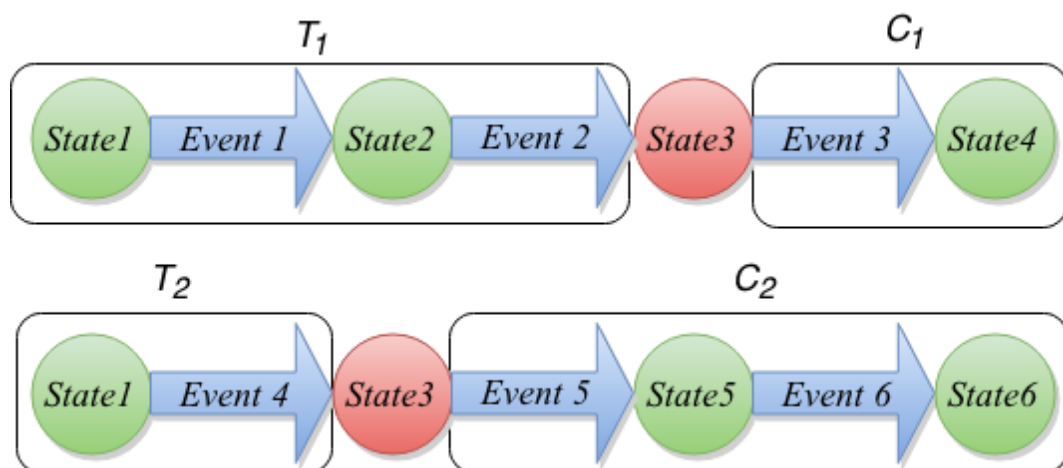 T1 C1
State1 Event 1 State2 Event 2 State3 Event 3 State4
T2 C2
State1 Event 4 State3 Event 5 State5 Event 6 State6